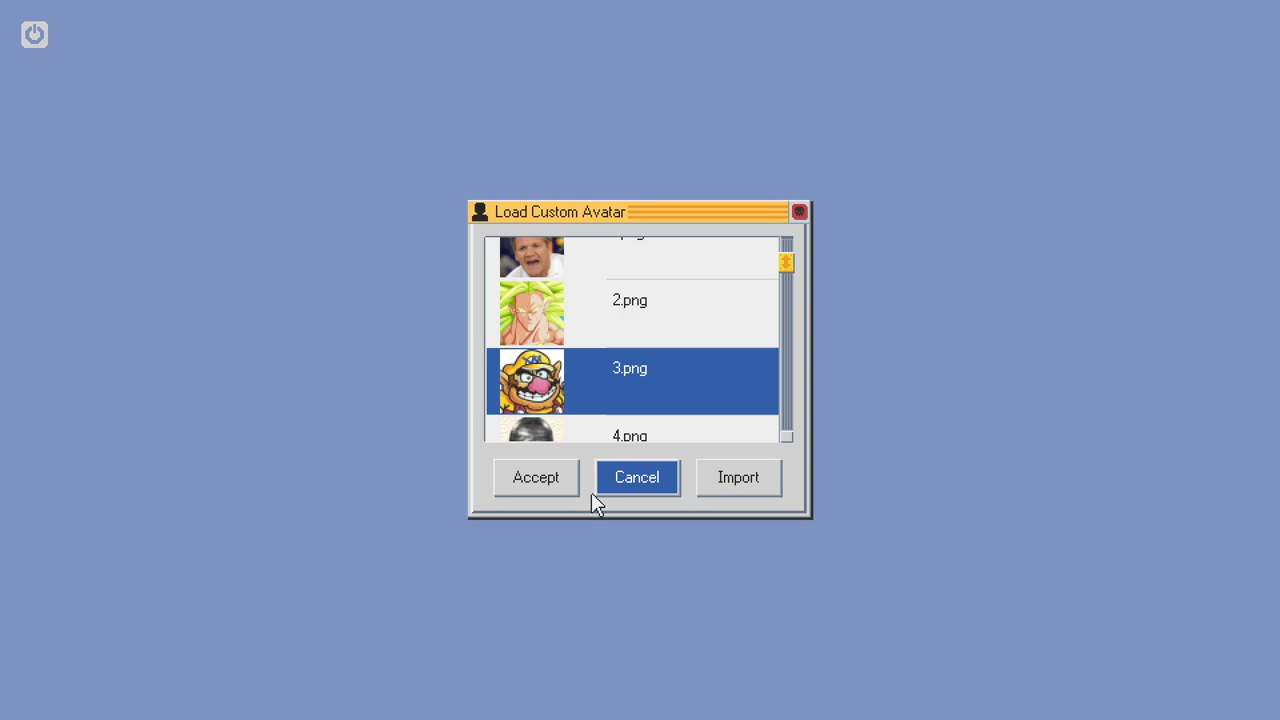 Load Custom Avatar
2.png
3.png
4.png
Accept
Cancel
Import